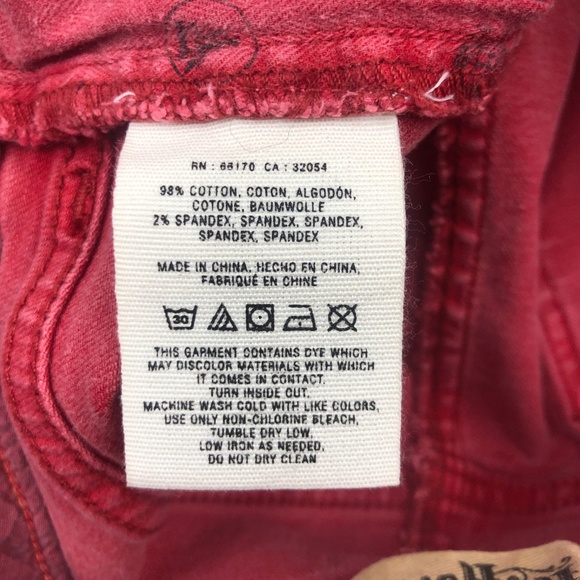 RN : 66170 CA : 32054
98% COTTON, COTON, ALGODÓN,
COTONE, BAUMWOLLE
2% SPANDEX, SPANDEX, SPANDEX,
SPANDEX, SPANDEX
MADE IN CHINA, HECHO EN CHINA,
FABRIQUÉ EN CHINE
30
THIS GARMENT CONTAINS DYE WHICH
MAY DISCOLOR MATERIALS WITH WHICH
IT COMES IN CONTACT.
TURN INSIDE OUT.
MACHINE WASH COLD WITH LIKE COLORS,
USE ONLY NON-CHLORINE BLEACH,
TUMBLE DRY LOW,
LOW IRON AS NEEDED,
DO NOT DRY CLEAN